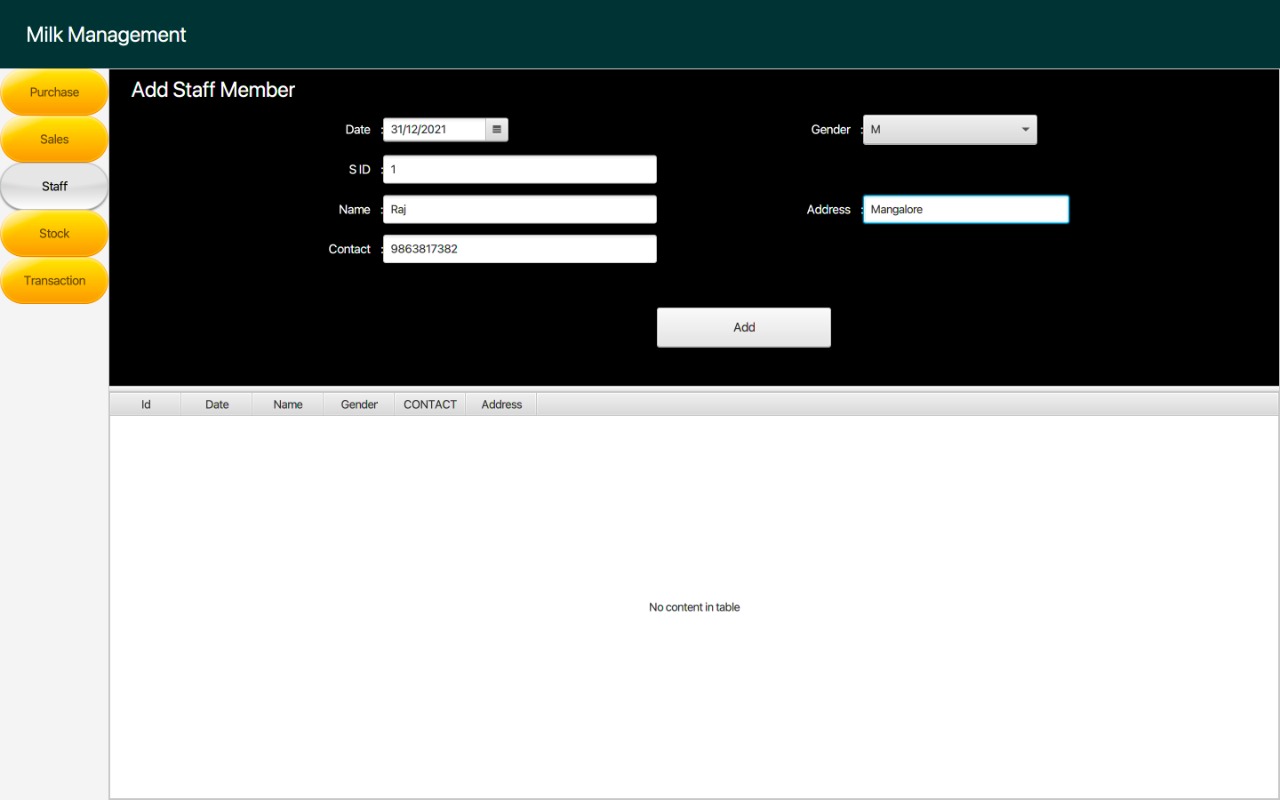 Milk Management
Purchase
Sales
Staff
Stock
Transaction
Add Staff Member
Date : 31/12/2021
Gender : M
S ID : 1
Name : Raj
Address : Mangalore
Contact : 9863817382
Add
Id Date Name Gender CONTACT Address
No content in table